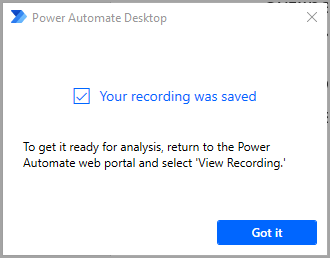 Power Automate Desktop
Your recording was saved
To get it ready for analysis, return to the Power
Automate web portal and select 'View Recording.'
Got it